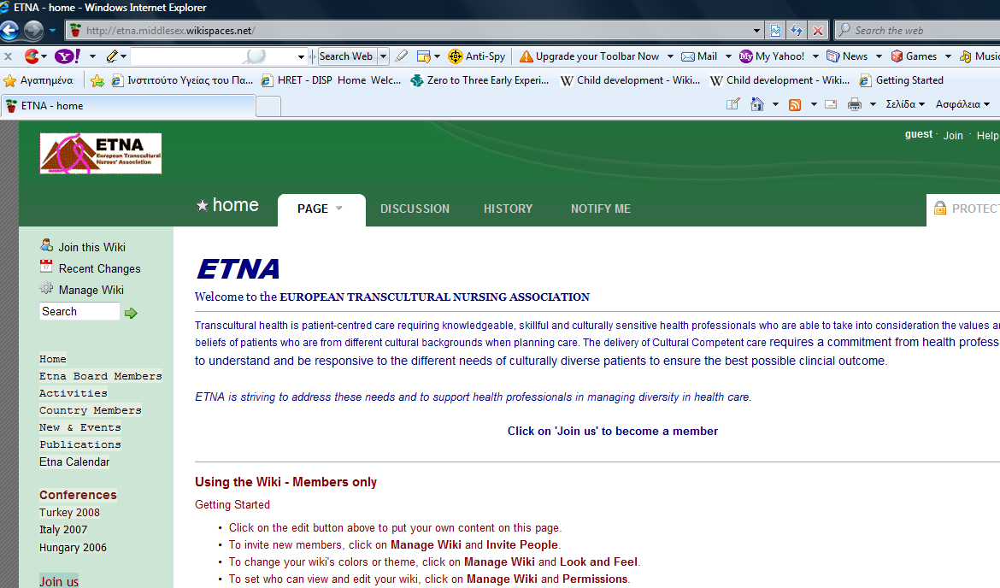 ETNA - home - Windows Internet Explorer
http://etna.middlesex.wikispaces.net/
Search the web
Search Web
Anti-Spy
Upgrade your Toolbar Now
Mail
My Yahoo!
News
Games
Music
Αγαπημένα
Ινστιτούτο Υγείας του Πα...
HRET - DISP Home Welc...
Zero to Three Early Experi...
Child development - Wiki...
Child development - Wiki...
Getting Started
ETNA - home
Σελίδα
Ασφάλεια
ETNA
European Transcultural
Nurses' Association
guest · Join · Help
home
PAGE
DISCUSSION
HISTORY
NOTIFY ME
PROTECT
Join this Wiki
Recent Changes
Manage Wiki
Search
Home
Etna Board Members
Activities
Country Members
New & Events
Publications
Etna Calendar
Conferences
Turkey 2008
Italy 2007
Hungary 2006
Join us
ETNA
Welcome to the EUROPEAN TRANSCULTURAL NURSING ASSOCIATION
Transcultural health is patient-centred care requiring knowledgeable, skillful and culturally sensitive health professionals who are able to take into consideration the values an
beliefs of patients who are from different cultural backgrounds when planning care. The delivery of Cultural Competent care requires a commitment from health profess
to understand and be responsive to the different needs of culturally diverse patients to ensure the best possible clincial outcome.
ETNA is striving to address these needs and to support health professionals in managing diversity in health care.
Click on 'Join us' to become a member
Using the Wiki - Members only
Getting Started
• Click on the edit button above to put your own content on this page.
• To invite new members, click on Manage Wiki and Invite People.
• To change your wiki's colors or theme, click on Manage Wiki and Look and Feel.
• To set who can view and edit your wiki, click on Manage Wiki and Permissions.